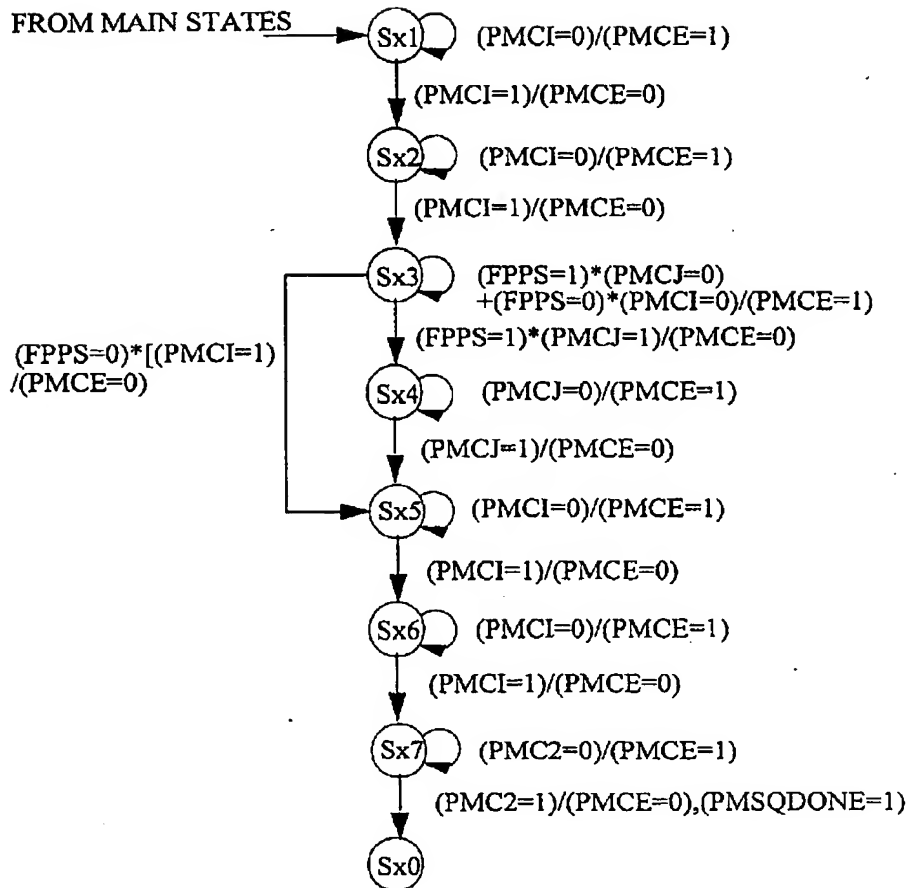 FROM MAIN STATES
Sx1
(PMCI=0)/(PMCE=1)
(PMCI=1)/(PMCE=0)
Sx2
(PMCI=0)/(PMCE=1)
(PMCI=1)/(PMCE=0)
Sx3
(FPPS=1)*(PMCJ=0)
+(FPPS=0)*(PMCI=0)/(PMCE=1)
(FPPS=1)*(PMCJ=1)/(PMCE=0)
(FPPS=0)*[(PMCI=1)
/(PMCE=0)
Sx4
(PMCJ=0)/(PMCE=1)
(PMCJ=1)/(PMCE=0)
Sx5
(PMCI=0)/(PMCE=1)
(PMCI=1)/(PMCE=0)
Sx6
(PMCI=0)/(PMCE=1)
(PMCI=1)/(PMCE=0)
Sx7
(PMC2=0)/(PMCE=1)
(PMC2=1)/(PMCE=0),(PMSQDONE=1)
Sx0